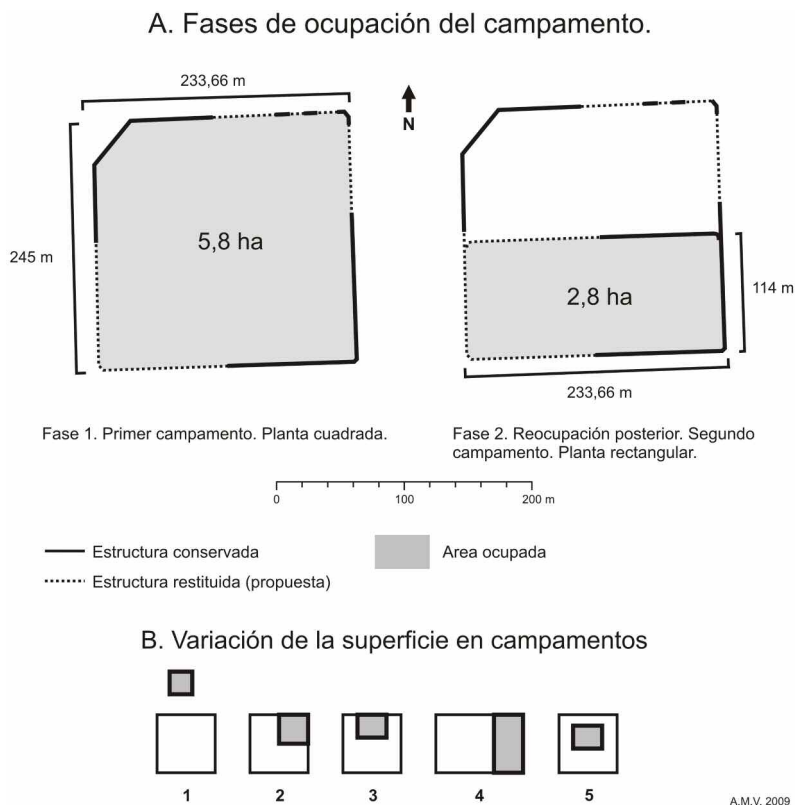 A. Fases de ocupación del campamento.
233,66 m
N
245 m
5,8 ha
2,8 ha
114 m
233,66 m
Fase 1. Primer campamento. Planta cuadrada.
Fase 2. Reocupación posterior. Segundo
campamento. Planta rectangular.
0 100 200 m
Estructura conservada
Area ocupada
Estructura restituida (propuesta)
B. Variación de la superficie en campamentos
1 2 3 4 5
A.M.V. 2009